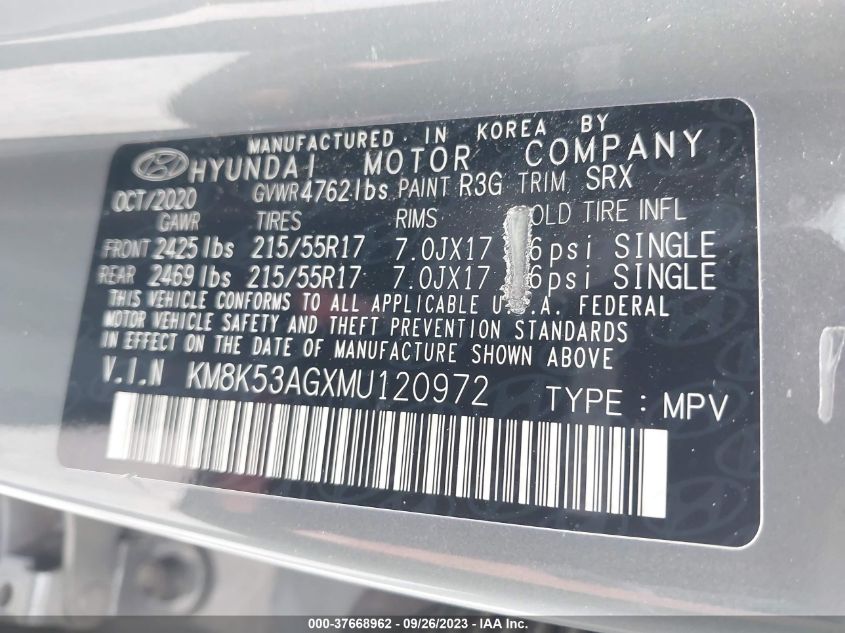 MANUFACTURED IN KOREA BY
HYUNDAI MOTOR COMPANY
OCT/2020 GVWR 4762 lbs PAINT R3G TRIM SRX
GAWR TIRES RIMS OLD TIRE INFL
FRONT 2425 lbs 215/55R17 7.0JX17 6psi SINGLE
REAR 2469 lbs 215/55R17 7.0JX17 6psi SINGLE
THIS VEHICLE CONFORMS TO ALL APPLICABLE U.S.A. FEDERAL
MOTOR VEHICLE SAFETY AND THEFT PREVENTION STANDARDS
IN EFFECT ON THE DATE OF MANUFACTURE SHOWN ABOVE
V.I.N KM8K53AGXMU120972 TYPE : MPV
000-37668962 - 09/26/2023 - IAA Inc.